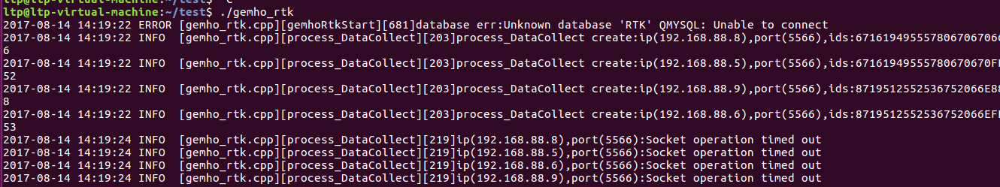 ltp@ltp-virtual-machine:~/test$ ^C
ltp@ltp-virtual-machine:~/test$ ./gemho_rtk
2017-08-14 14:19:22 ERROR [gemho_rtk.cpp][gemhoRtkStart][681]database err:Unknown database 'RTK' QMYSQL: Unable to connect
2017-08-14 14:19:22 INFO  [gemho_rtk.cpp][process_DataCollect][203]process_DataCollect create:ip(192.168.88.8),port(5566),ids:6716194955578067067066
6
2017-08-14 14:19:22 INFO  [gemho_rtk.cpp][process_DataCollect][203]process_DataCollect create:ip(192.168.88.5),port(5566),ids:67161949555780670670FF
52
2017-08-14 14:19:22 INFO  [gemho_rtk.cpp][process_DataCollect][203]process_DataCollect create:ip(192.168.88.9),port(5566),ids:8719512552536752066E88
8
2017-08-14 14:19:22 INFO  [gemho_rtk.cpp][process_DataCollect][203]process_DataCollect create:ip(192.168.88.6),port(5566),ids:8719512552536752066EFF
53
2017-08-14 14:19:24 INFO  [gemho_rtk.cpp][process_DataCollect][219]ip(192.168.88.8),port(5566):Socket operation timed out
2017-08-14 14:19:24 INFO  [gemho_rtk.cpp][process_DataCollect][219]ip(192.168.88.5),port(5566):Socket operation timed out
2017-08-14 14:19:24 INFO  [gemho_rtk.cpp][process_DataCollect][219]ip(192.168.88.6),port(5566):Socket operation timed out
2017-08-14 14:19:24 INFO  [gemho_rtk.cpp][process_DataCollect][219]ip(192.168.88.9),port(5566):Socket operation timed out